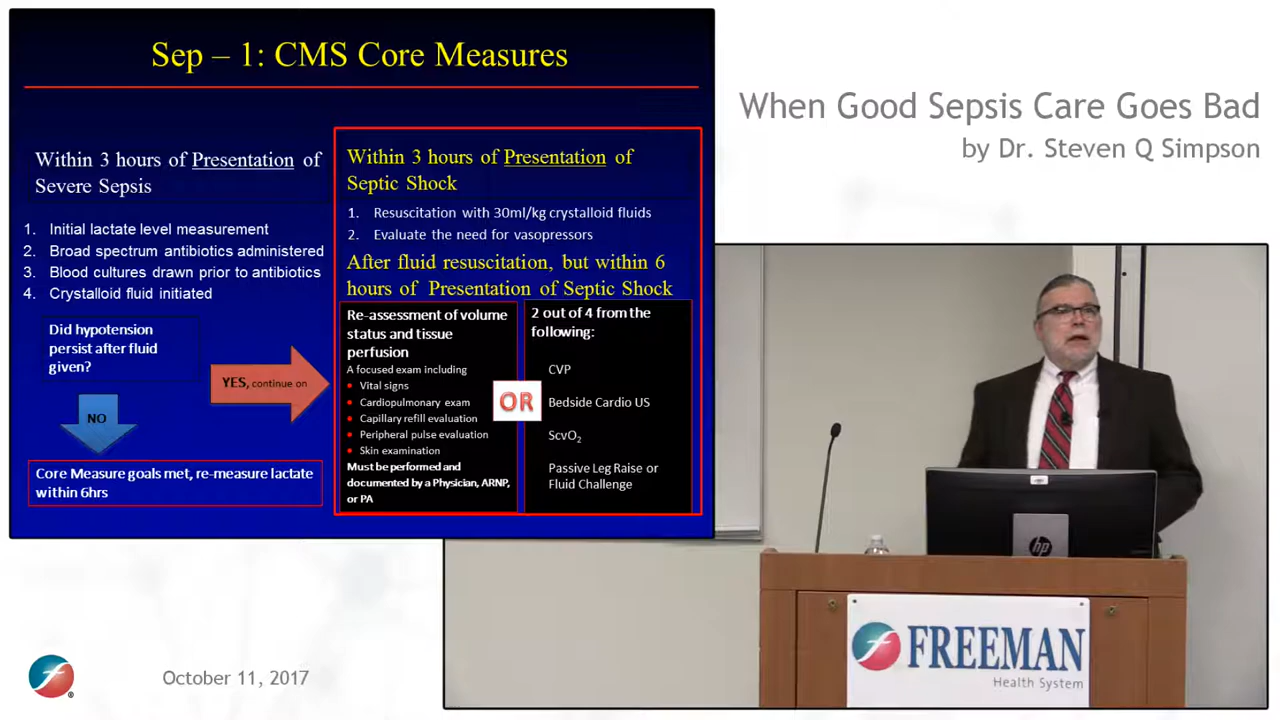 Sep – 1: CMS Core Measures
Within 3 hours of Presentation of
Severe Sepsis
1. Initial lactate level measurement
2. Broad spectrum antibiotics administered
3. Blood cultures drawn prior to antibiotics
4. Crystalloid fluid initiated
Did hypotension
persist after fluid
given?
YES, continue on
NO
Core Measure goals met, re-measure lactate
within 6hrs
Within 3 hours of Presentation of
Septic Shock
1. Resuscitation with 30ml/kg crystalloid fluids
2. Evaluate the need for vasopressors
After fluid resuscitation, but within 6
hours of Presentation of Septic Shock
Re-assessment of volume
status and tissue
perfusion
A focused exam including
• Vital signs
• Cardiopulmonary exam
• Capillary refill evaluation
• Peripheral pulse evaluation
• Skin examination
Must be performed and
documented by a Physician, ARNP,
or PA
OR
2 out of 4 from the
following:
CVP
Bedside Cardio US
ScvO₂
Passive Leg Raise or
Fluid Challenge
When Good Sepsis Care Goes Bad
by Dr. Steven Q Simpson
hp
FREEMAN
Health System
®
October 11, 2017